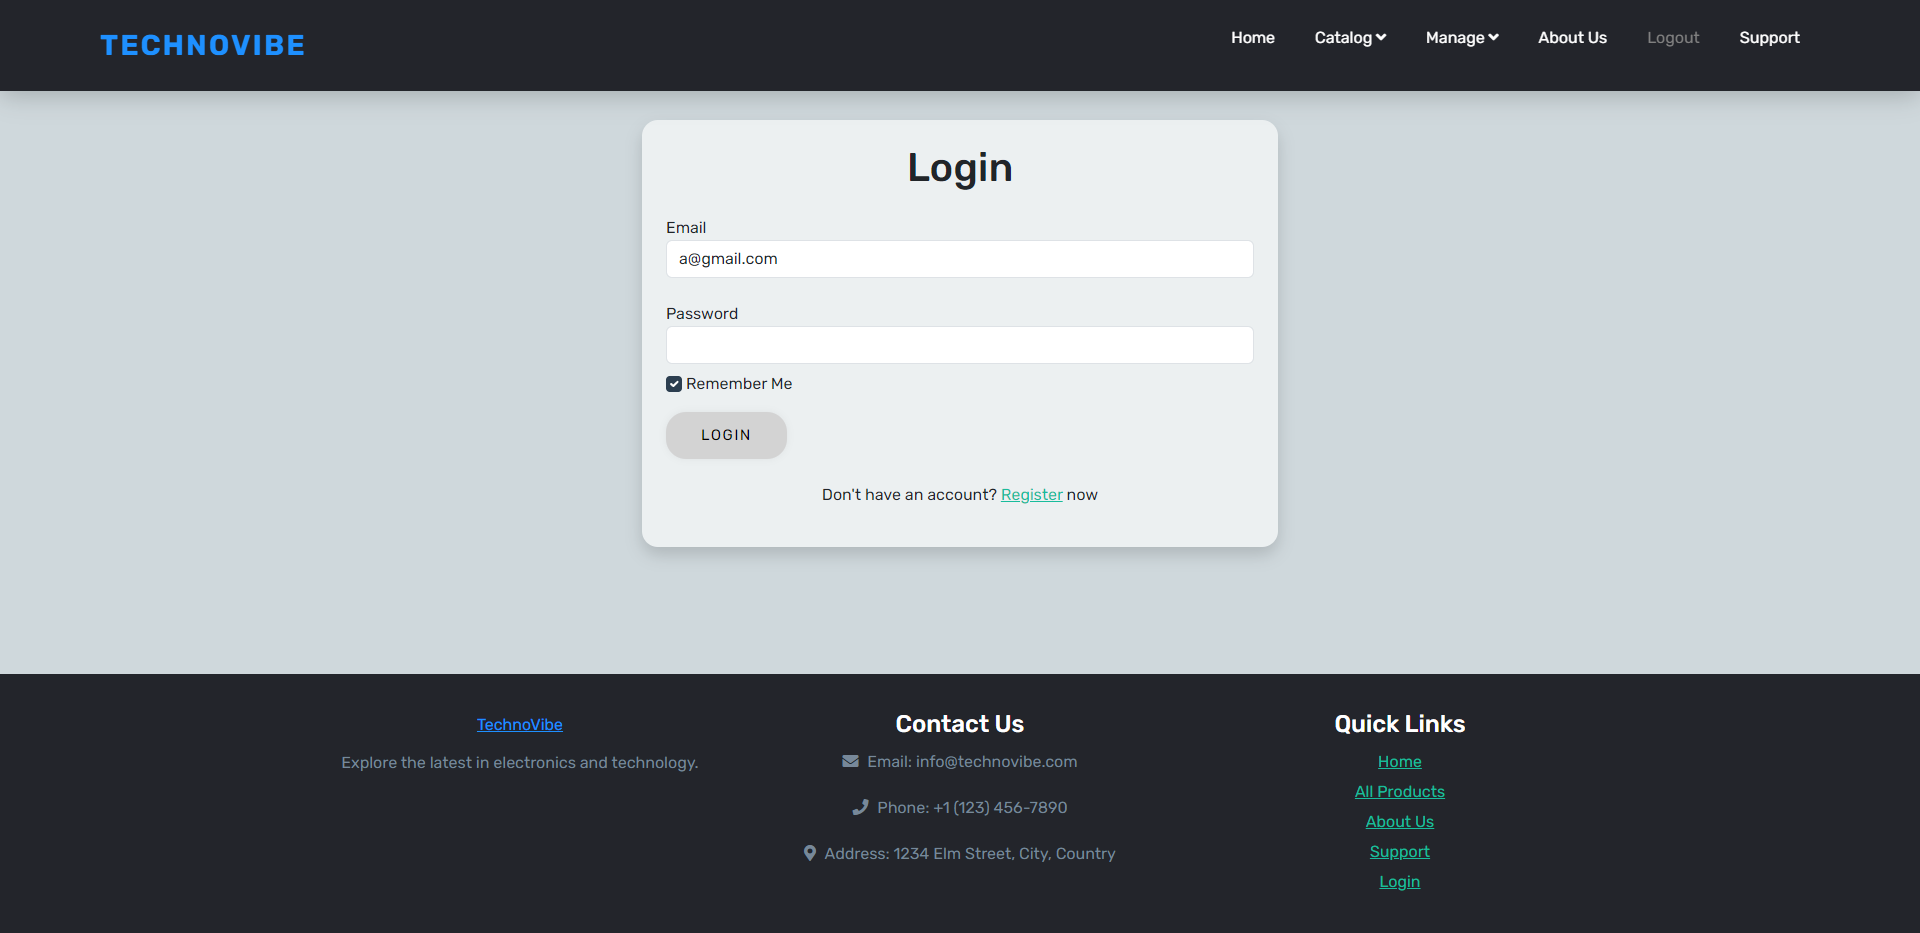 TECHNOVIBE
Home Catalog Manage About Us Logout Support
Login
Email
a@gmail.com
Password
Remember Me
LOGIN
Don't have an account? Register now
TechnoVibe
Explore the latest in electronics and technology.
Contact Us
Email: info@technovibe.com
Phone: +1 (123) 456-7890
Address: 1234 Elm Street, City, Country
Quick Links
Home
All Products
About Us
Support
Login